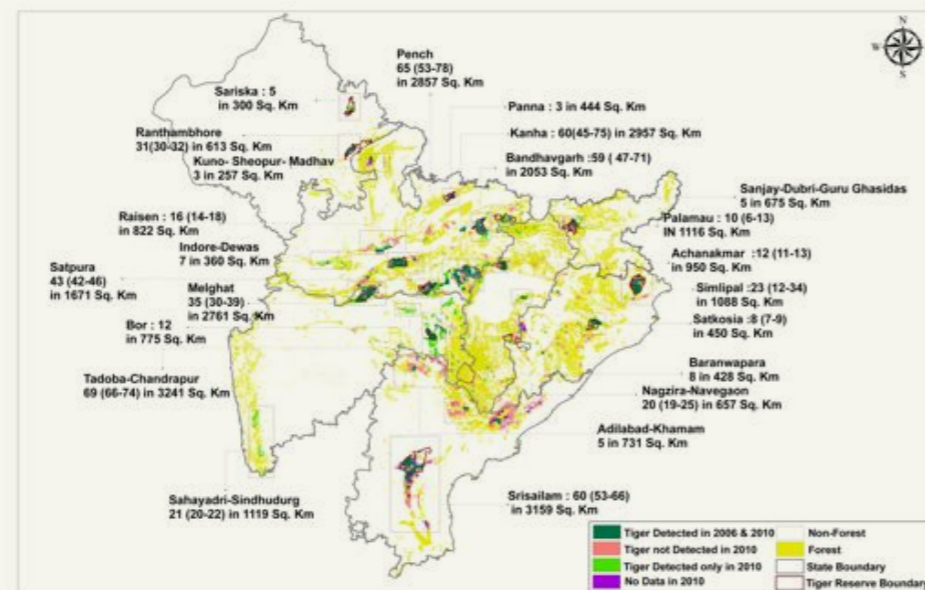 N
W
S
Pench
65 (53-78)
in 2857 Sq. Km
Sariska : 5
in 300 Sq. Km
Panna : 3 in 444 Sq. Km
Ranthambhore
31(30-32) in 613 Sq. Km
Kanha : 60(45-75) in 2957 Sq. Km
Kuno- Sheopur- Madhav
3 in 257 Sq. Km
Bandhavgarh :59 ( 47-71)
in 2053 Sq. Km
Sanjay-Dubri-Guru Ghasidas
5 in 675 Sq. Km
Raisen : 16 (14-18)
in 822 Sq. Km
Palamau : 10 (6-13)
IN 1116 Sq. Km
Indore-Dewas
7 in 360 Sq. Km
Achanakmar :12 (11-13)
in 950 Sq. Km
Satpura
43 (42-46)
in 1671 Sq. Km
Melghat
35 (30-39)
in 2761 Sq. Km
Simlipal :23 (12-34)
in 1088 Sq. Km
Bor : 12
in 775 Sq. Km
Satkosia :8 (7-9)
in 450 Sq. Km
Baranwapara
8 in 428 Sq. Km
Tadoba-Chandrapur
69 (66-74) in 3241 Sq. Km
Nagzira-Navegaon
20 (19-25) in 657 Sq. Km
Adilabad-Khamam
5 in 731 Sq. Km
Sahayadri-Sindhudurg
21 (20-22) in 1119 Sq. Km
Srisailam : 60 (53-66)
in 3159 Sq. Km
Tiger Detected in 2006 & 2010
Tiger not Detected in 2010
Tiger Detected only in 2010
No Data in 2010
Non-Forest
Forest
State Boundary
Tiger Reserve Boundary